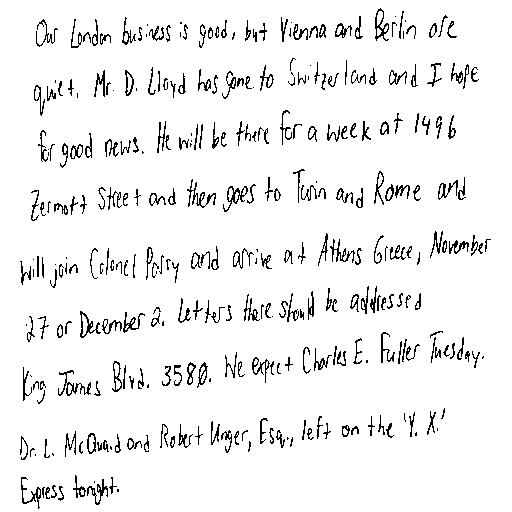 Our London business is good, but Vienna and Berlin are
quiet. Mr. D. Lloyd has gone to Switzerland and I hope
for good news. He will be there for a week at 1496
Zermott Street and then goes to Turin and Rome and
will join Colonel Parry and arrive at Athens Greece, November
27 or December 2. Letters there should be addressed
King James Blvd. 3580. We expect Charles E. Fuller Tuesday.
Dr. L. McQuaid and Robert Unger, Esq., left on the 'Y. X.'
Express tonight.